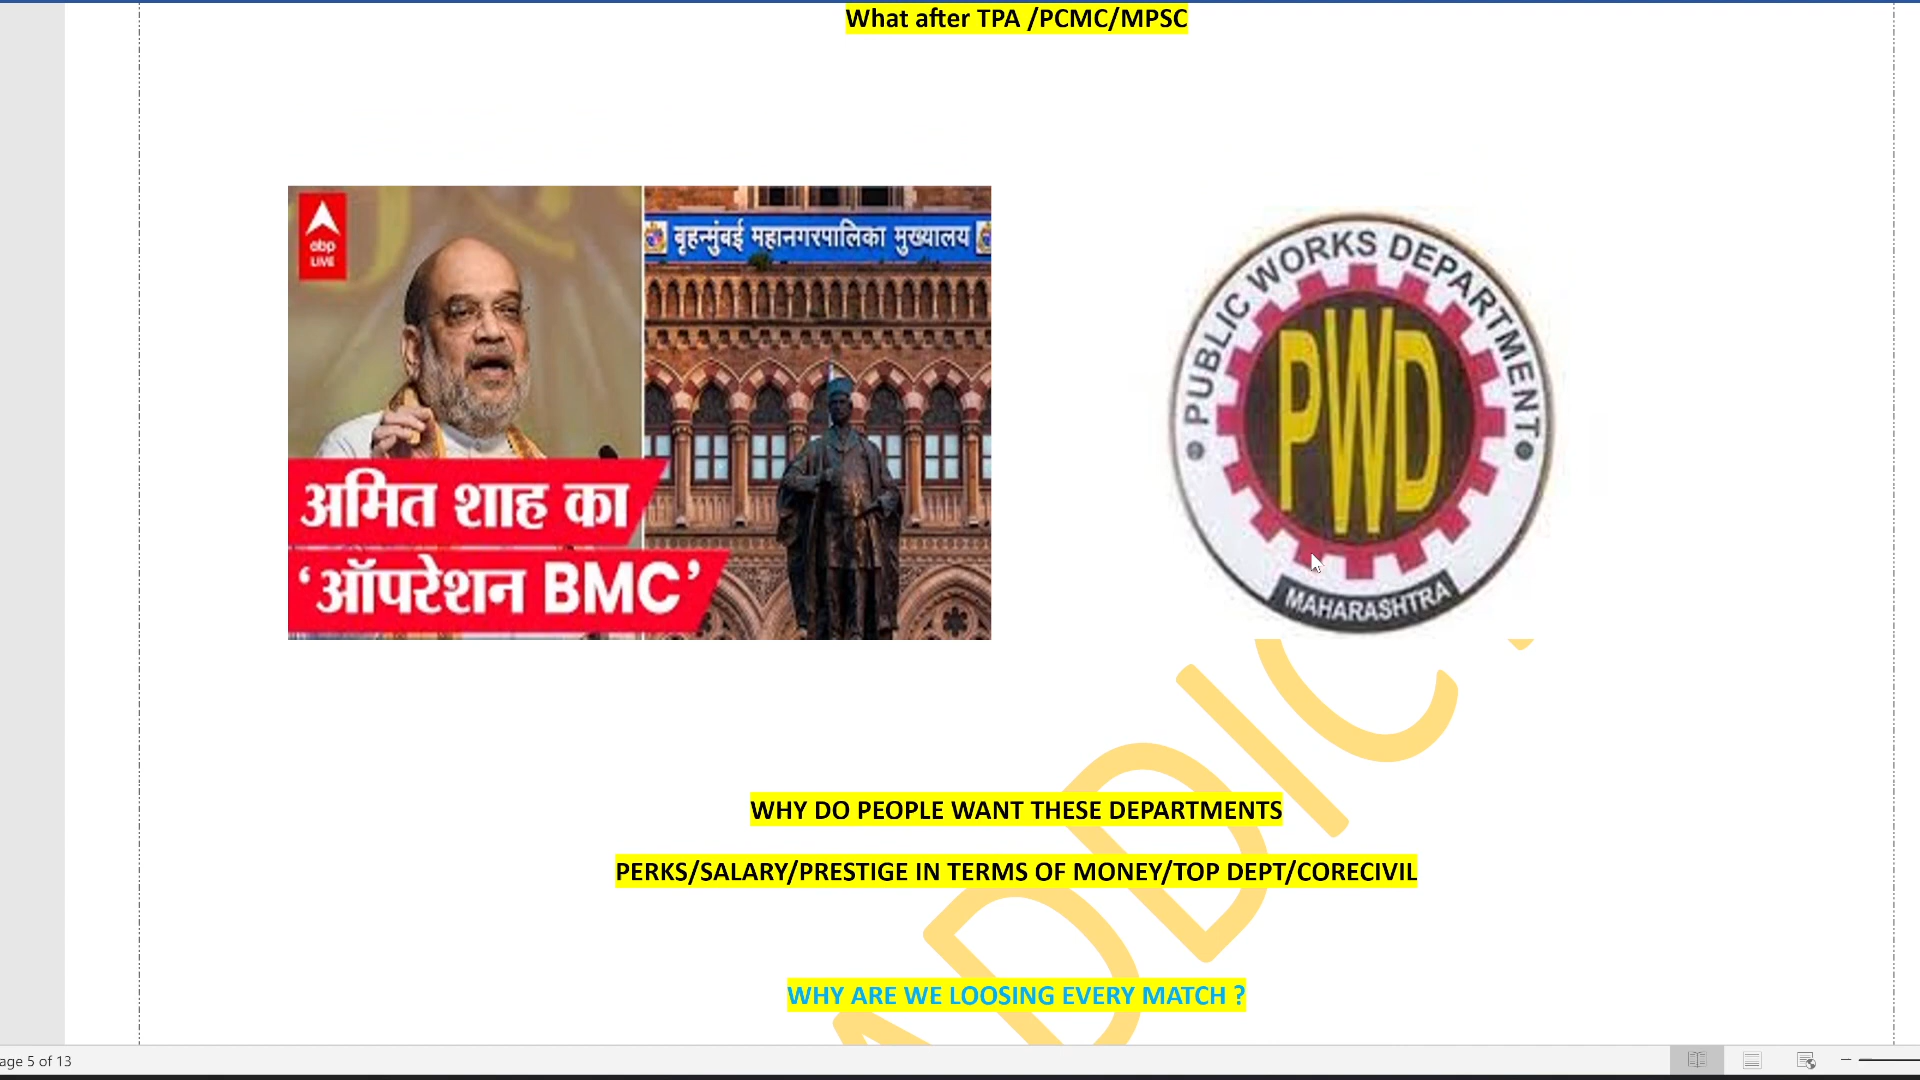 What after TPA /PCMC/MPSC
abp
LIVE
बृहन्मुंबई महानगरपालिका मुख्यालय
अमित शाह का
‘ऑपरेशन BMC’
PUBLIC WORKS DEPARTMENT
PWD
MAHARASHTRA
WHY DO PEOPLE WANT THESE DEPARTMENTS
PERKS/SALARY/PRESTIGE IN TERMS OF MONEY/TOP DEPT/CORECIVIL
WHY ARE WE LOOSING EVERY MATCH ?
ADDIC
age 5 of 13